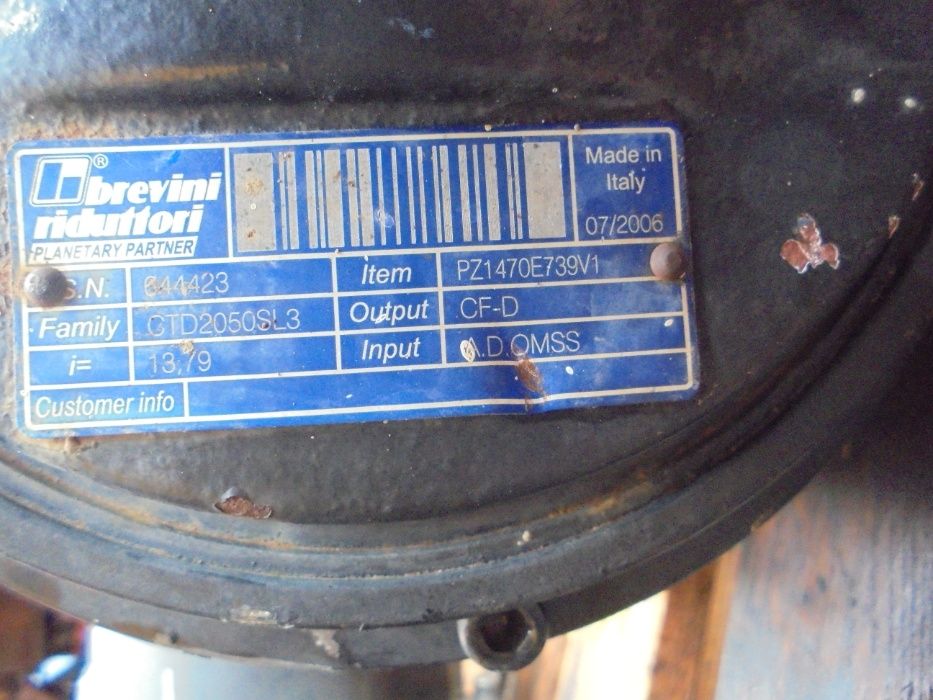 ®
brevini
riduttori
PLANETARY PARTNER
Made in
Italy
07/2006
S.N. 644423 Item PZ1470E739V1
Family CTD2050SL3 Output CF-D
i= 13,79 Input A.D.OMSS
Customer info